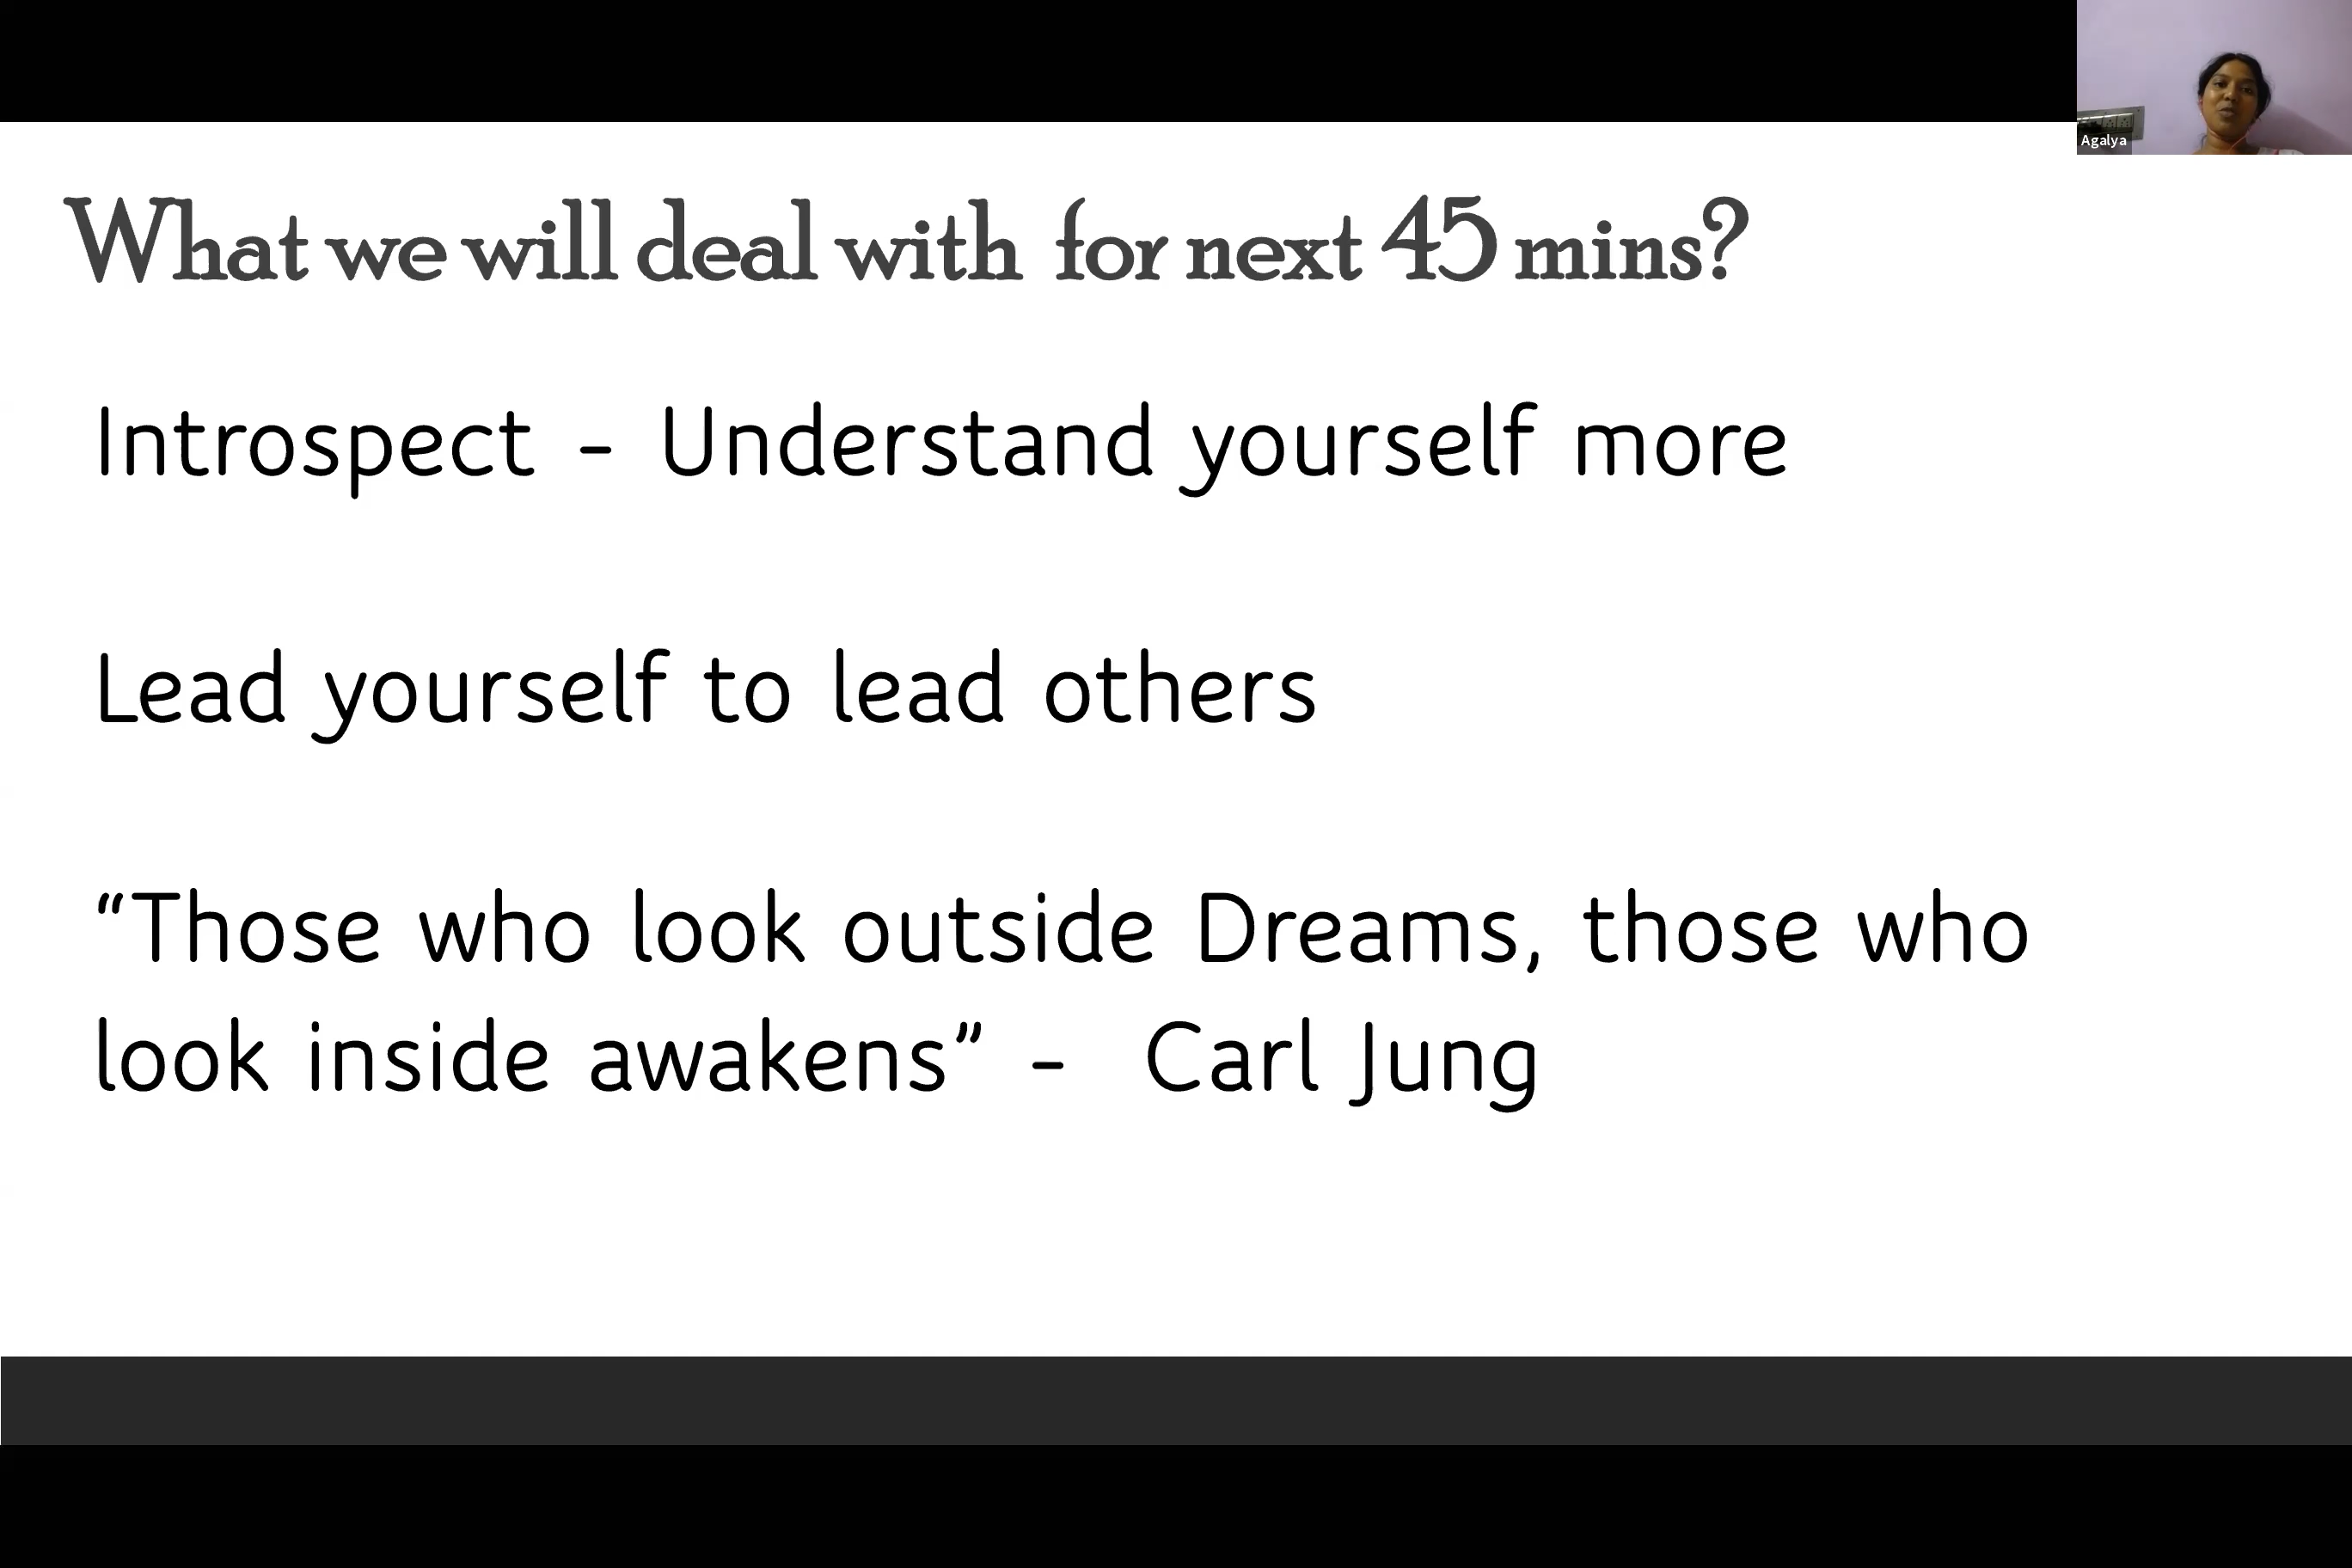 Agalya
What we will deal with for next 45 mins?
Introspect - Understand yourself more
Lead yourself to lead others
“Those who look outside Dreams, those who
look inside awakens” - Carl Jung